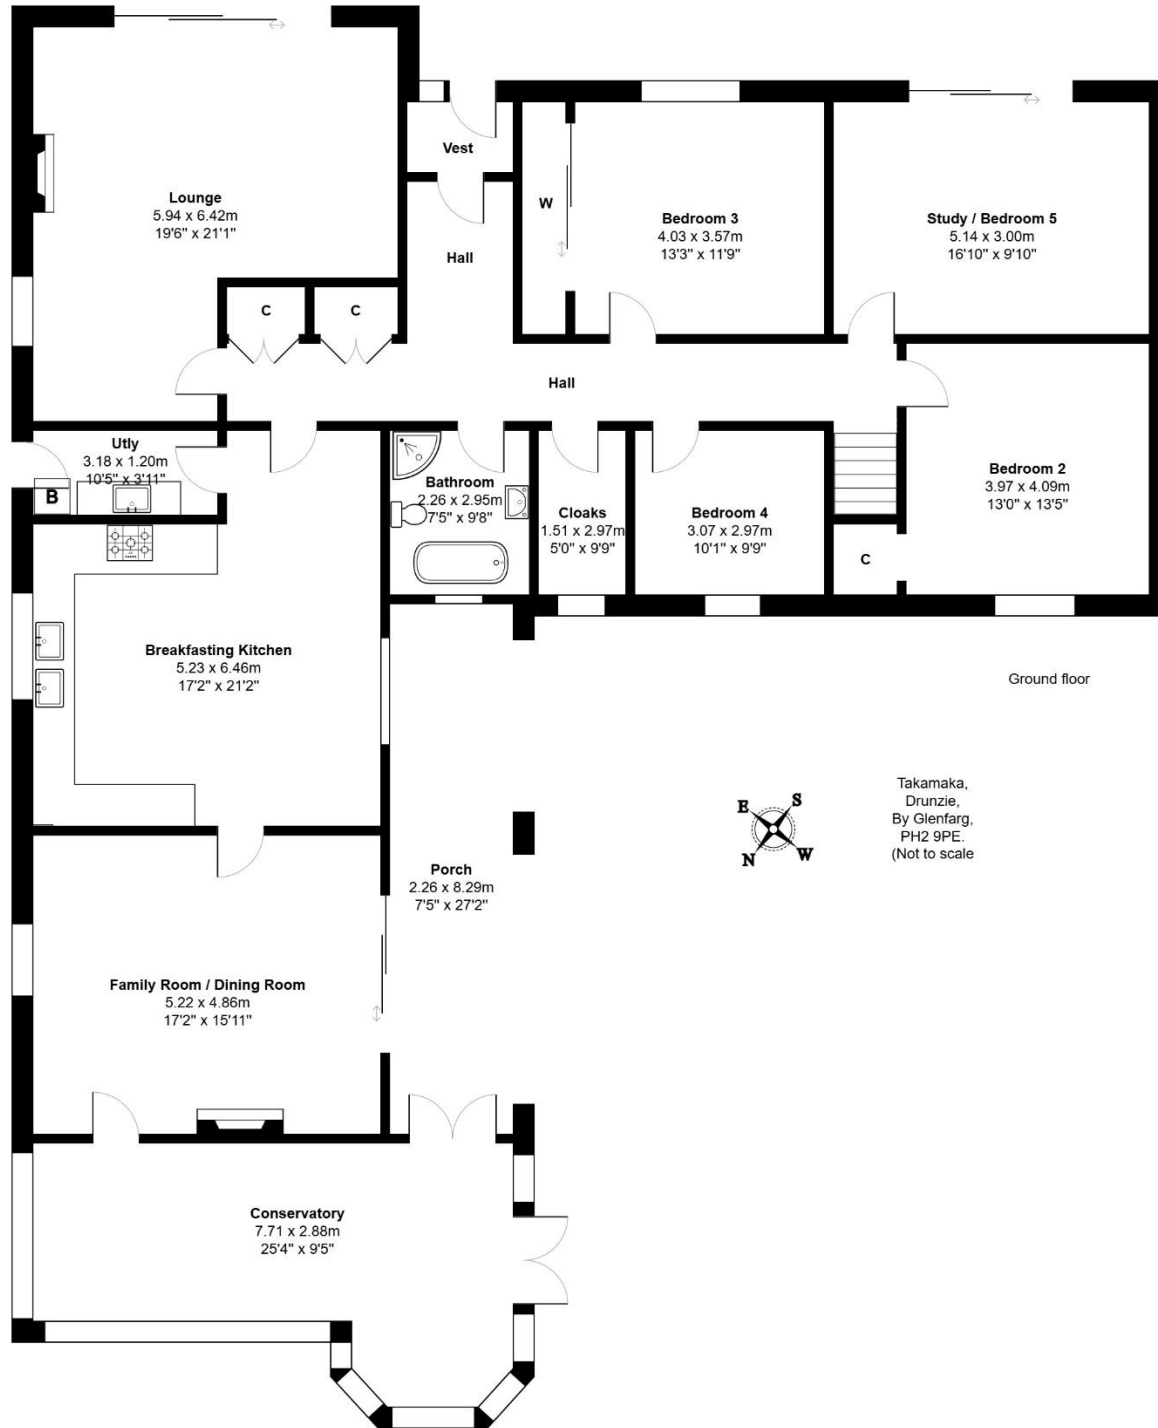 Lounge
5.94 x 6.42m
19'6" x 21'1"
Vest
Hall
W
Bedroom 3
4.03 x 3.57m
13'3" x 11'9"
Study / Bedroom 5
5.14 x 3.00m
16'10" x 9'10"
C
C
Hall
Utly
3.18 x 1.20m
10'5" x 3'11"
B
Bathroom
2.26 x 2.95m
7'5" x 9'8"
Cloaks
1.51 x 2.97m
5'0" x 9'9"
Bedroom 4
3.07 x 2.97m
10'1" x 9'9"
C
Bedroom 2
3.97 x 4.09m
13'0" x 13'5"
Breakfasting Kitchen
5.23 x 6.46m
17'2" x 21'2"
Ground floor
Takamaka,
Drunzie,
By Glenfarg,
PH2 9PE.
(Not to scale
E S
N W
Porch
2.26 x 8.29m
7'5" x 27'2"
Family Room / Dining Room
5.22 x 4.86m
17'2" x 15'11"
Conservatory
7.71 x 2.88m
25'4" x 9'5"